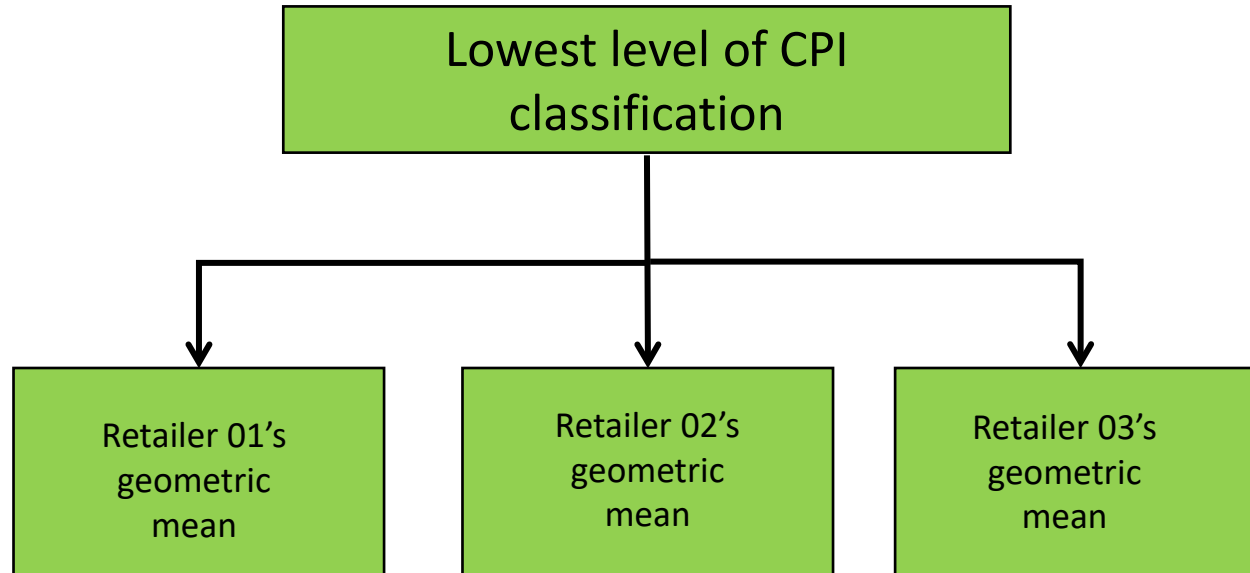 Lowest level of CPI
classification
Retailer 01’s
geometric
mean
Retailer 02’s
geometric
mean
Retailer 03’s
geometric
mean